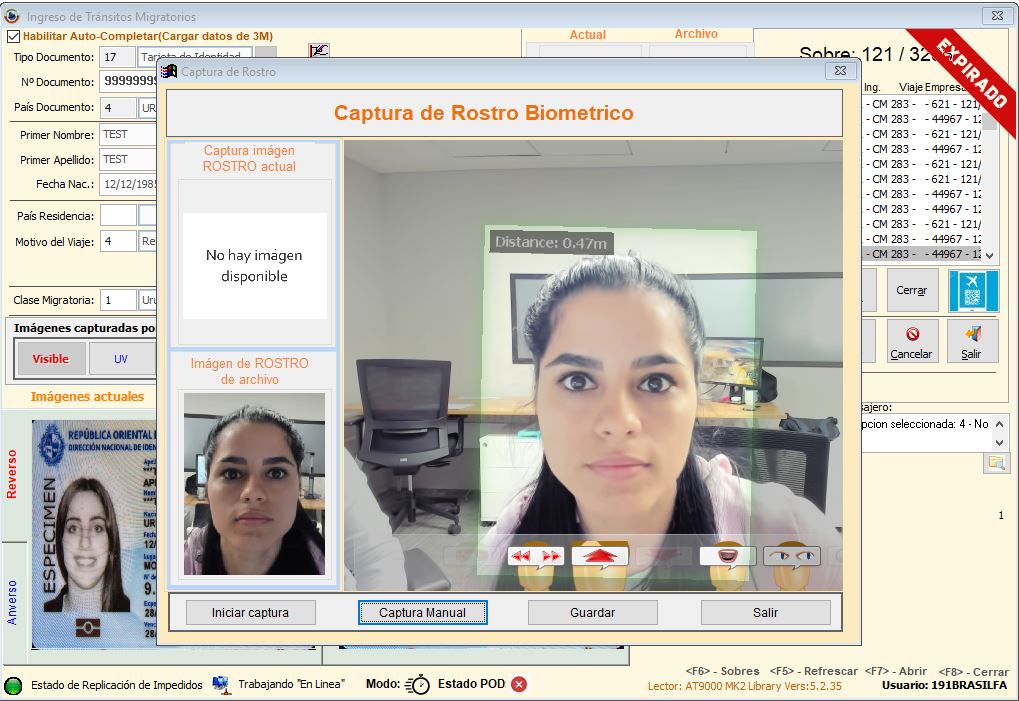 Ingreso de Tránsitos Migratorios
Habilitar Auto-Completar(Cargar datos de 3M)
Tipo Documento: 17 Tarjeta de Identidad
Nº Documento: 99999999
País Documento: 4 UR
Primer Nombre: TEST
Primer Apellido: TEST
Fecha Nac.: 12/12/1985
País Residencia:
Motivo del Viaje: 4 Re
Clase Migratoria: 1 Uru
Imágenes capturadas po
Visible UV
Imágenes actuales
Reverso
Anverso
REPÚBLICA ORIENTAL
DIRECCIÓN NACIONAL DE IDEN
ESPECIMEN
Captura de Rostro
Captura de Rostro Biometrico
Captura imágen
ROSTRO actual
No hay imágen
disponible
Imágen de ROSTRO
de archivo
Distance: 0.47m
Iniciar captura Captura Manual Guardar Salir
Actual Archivo
Sobre: 121 / 32
EXPIRADO
Ing. Viaje Empresa
- CM 283 - - 621 - 121/
- CM 283 - - 44967 - 12
- CM 283 - - 621 - 121/
- CM 283 - - 44967 - 12
- CM 283 - - 621 - 121/
- CM 283 - - 621 - 121/
- CM 283 - - 44967 - 12
- CM 283 - - 621 - 121/
- CM 283 - - 621 - 121/
- CM 283 - - 44967 - 12
- CM 283 - - 44967 - 12
Cerrar
Cancelar Salir
sajero:
pcion seleccionada: 4 - No
1
<F6> - Sobres <F5> - Refrescar <F7> - Abrir <F8> - Cerrar
Estado de Replicación de Impedidos Trabajando "En Linea" Modo: Estado POD
Lector: AT9000 MK2 Library Vers:5.2.35 Usuario: 191BRASILFA